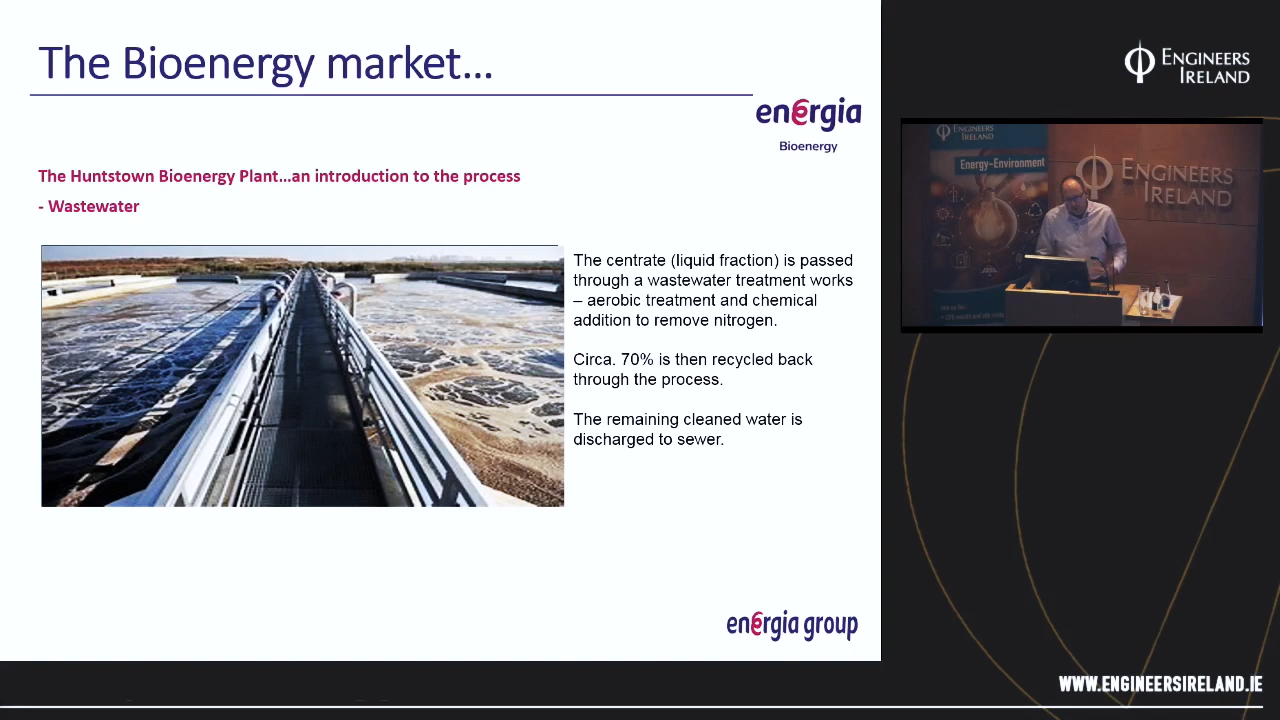 The Bioenergy market...
energia
Bioenergy
The Huntstown Bioenergy Plant...an introduction to the process
- Wastewater
The centrate (liquid fraction) is passed
through a wastewater treatment works
– aerobic treatment and chemical
addition to remove nitrogen.
Circa. 70% is then recycled back
through the process.
The remaining cleaned water is
discharged to sewer.
energia group
ENGINEERS
IRELAND
ENGINEERS
IRELAND
Energy-Environment
ENGINEERS
IRELAND
WWW.ENGINEERSIRELAND.IE